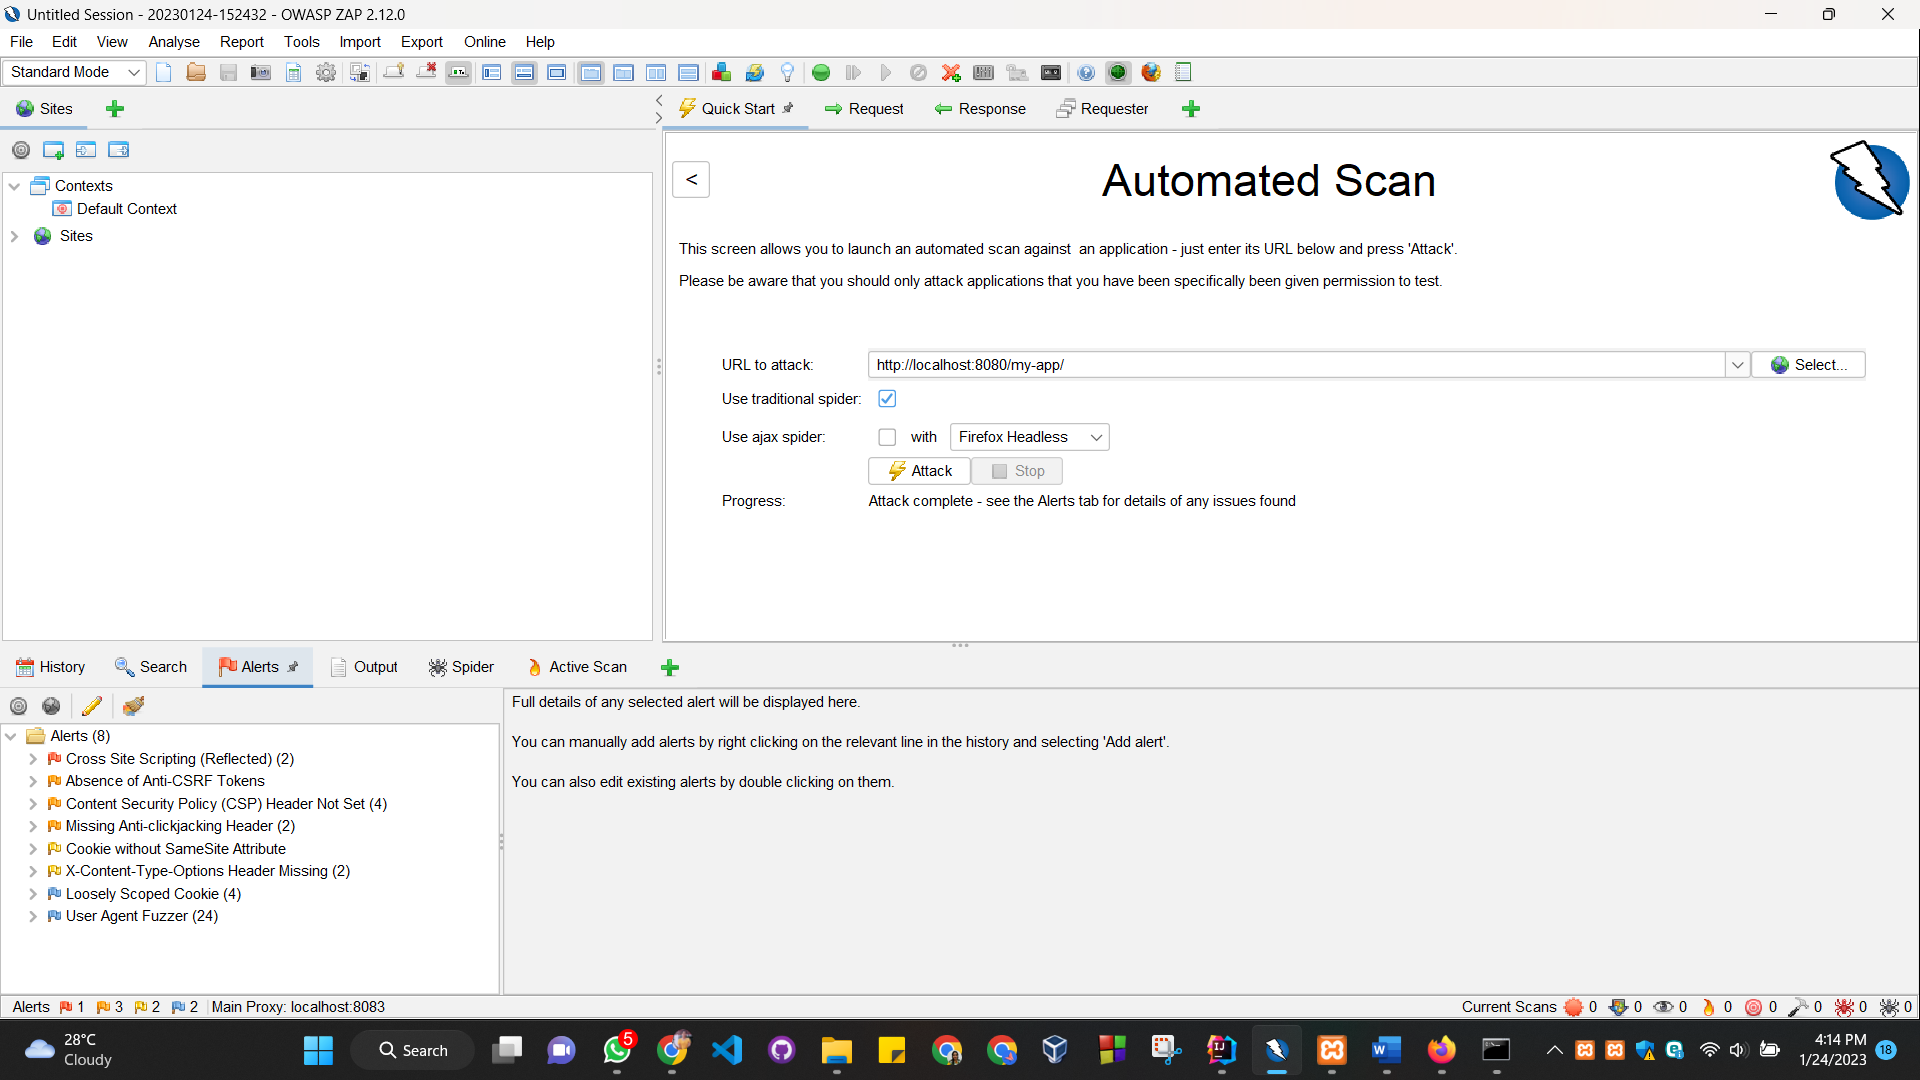 Untitled Session - 20230124-152432 - OWASP ZAP 2.12.0
File Edit View Analyse Report Tools Import Export Online Help
Standard Mode
Sites
Quick Start Request Response Requester
<
Automated Scan
Contexts
Default Context
Sites
This screen allows you to launch an automated scan against  an application - just enter its URL below and press 'Attack'.
Please be aware that you should only attack applications that you have been specifically been given permission to test.
URL to attack: http://localhost:8080/my-app/ Select...
Use traditional spider:
Use ajax spider: with Firefox Headless
Attack Stop
Progress: Attack complete - see the Alerts tab for details of any issues found
History Search Alerts Output Spider Active Scan
Alerts (8)
Cross Site Scripting (Reflected) (2)
Absence of Anti-CSRF Tokens
Content Security Policy (CSP) Header Not Set (4)
Missing Anti-clickjacking Header (2)
Cookie without SameSite Attribute
X-Content-Type-Options Header Missing (2)
Loosely Scoped Cookie (4)
User Agent Fuzzer (24)
Full details of any selected alert will be displayed here.
You can manually add alerts by right clicking on the relevant line in the history and selecting 'Add alert'.
You can also edit existing alerts by double clicking on them.
Alerts 1 3 2 2 Main Proxy: localhost:8083
Current Scans 0 0 0 0 0 0 0 0
28°C
Cloudy
Search
5
4:14 PM
1/24/2023
18